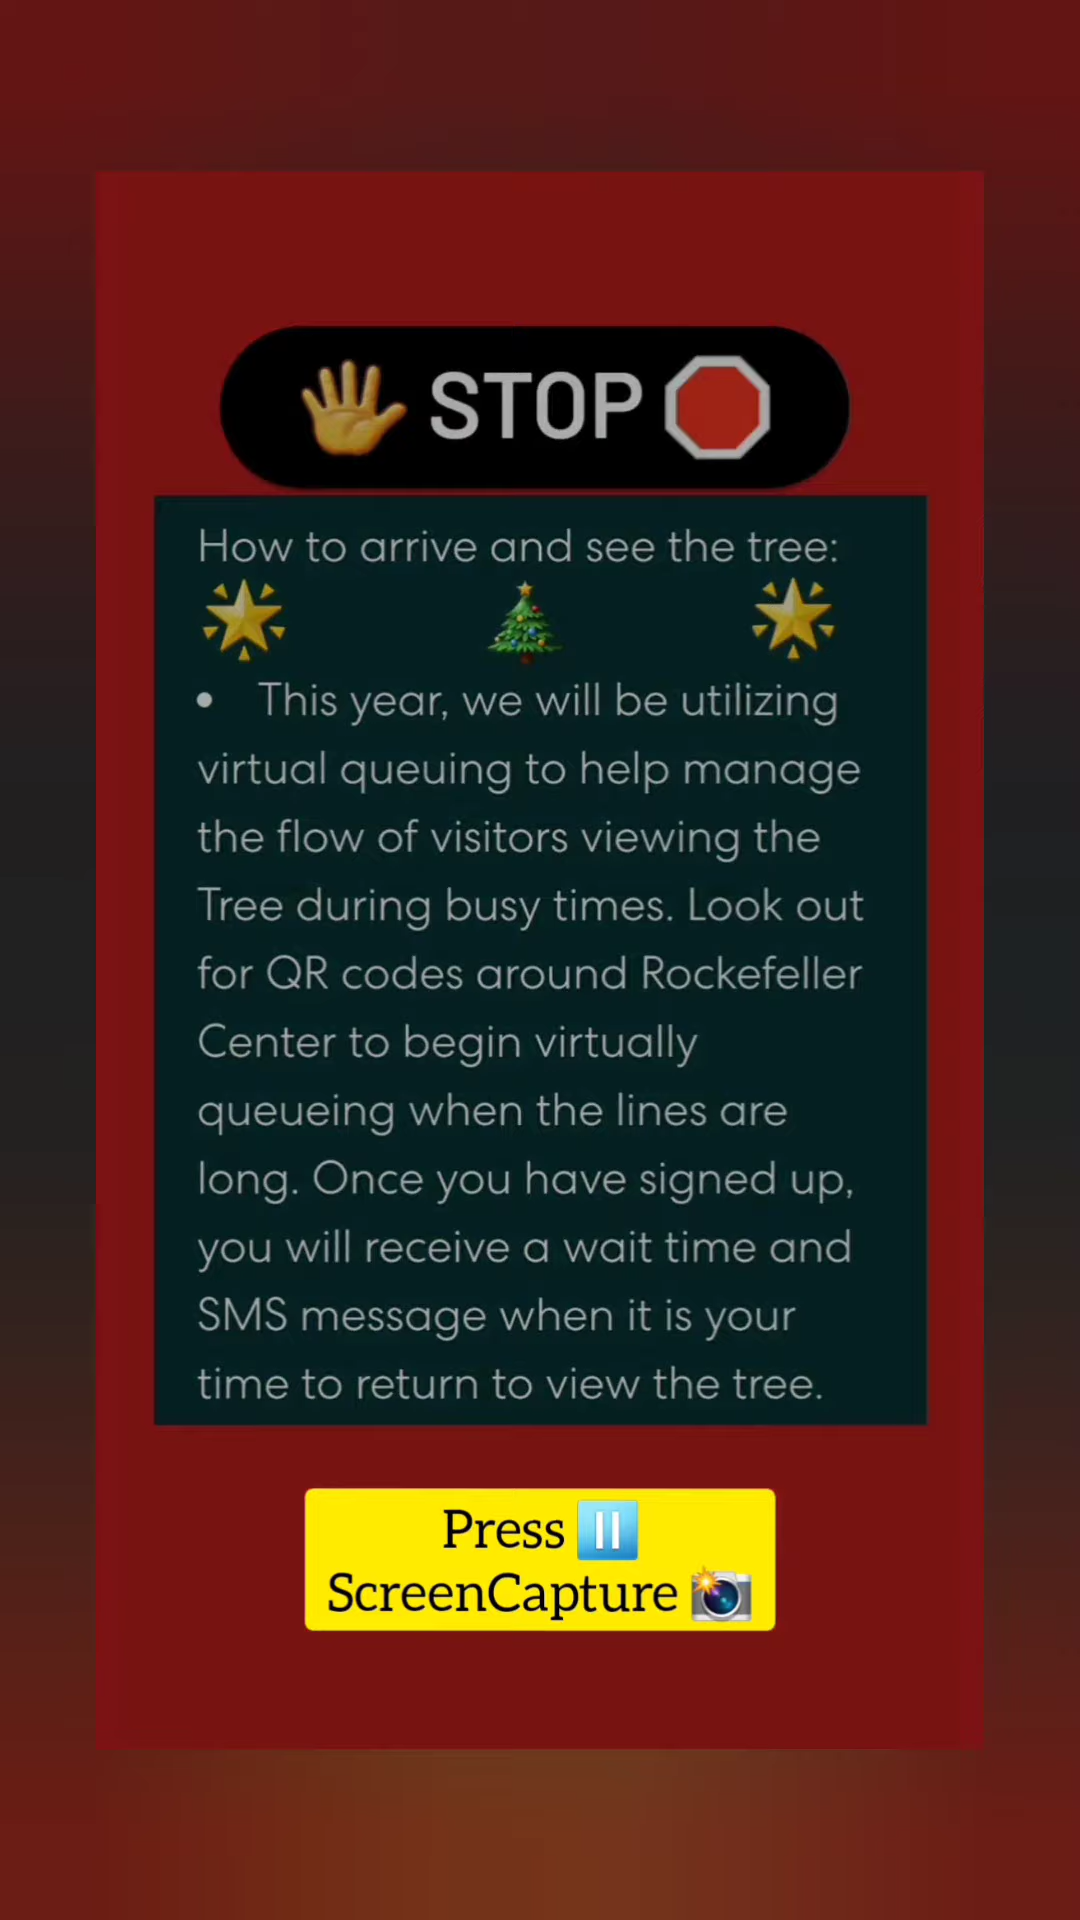 STOP
How to arrive and see the tree:
• This year, we will be utilizing
virtual queuing to help manage
the flow of visitors viewing the
Tree during busy times. Look out
for QR codes around Rockefeller
Center to begin virtually
queueing when the lines are
long. Once you have signed up,
you will receive a wait time and
SMS message when it is your
time to return to view the tree.
Press
ScreenCapture